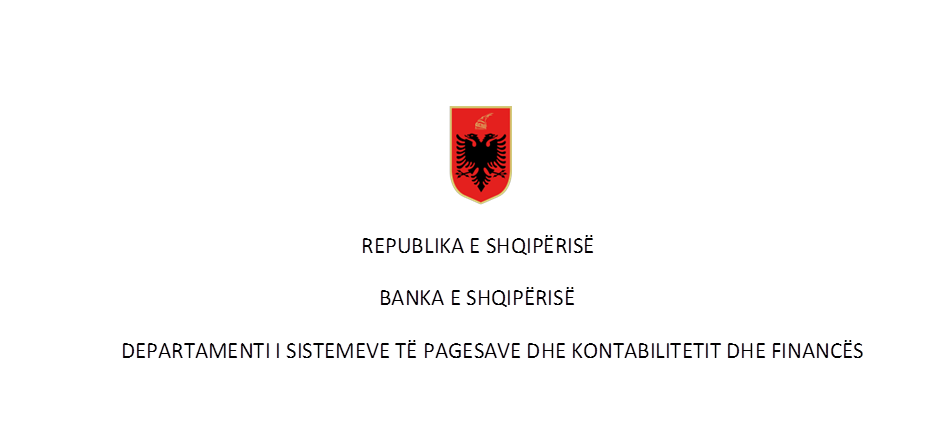 REPUBLIKA E SHQIPËRISË
BANKA E SHQIPËRISË
DEPARTAMENTI I SISTEMEVE TË PAGESAVE DHE KONTABILITETIT DHE FINANCËS